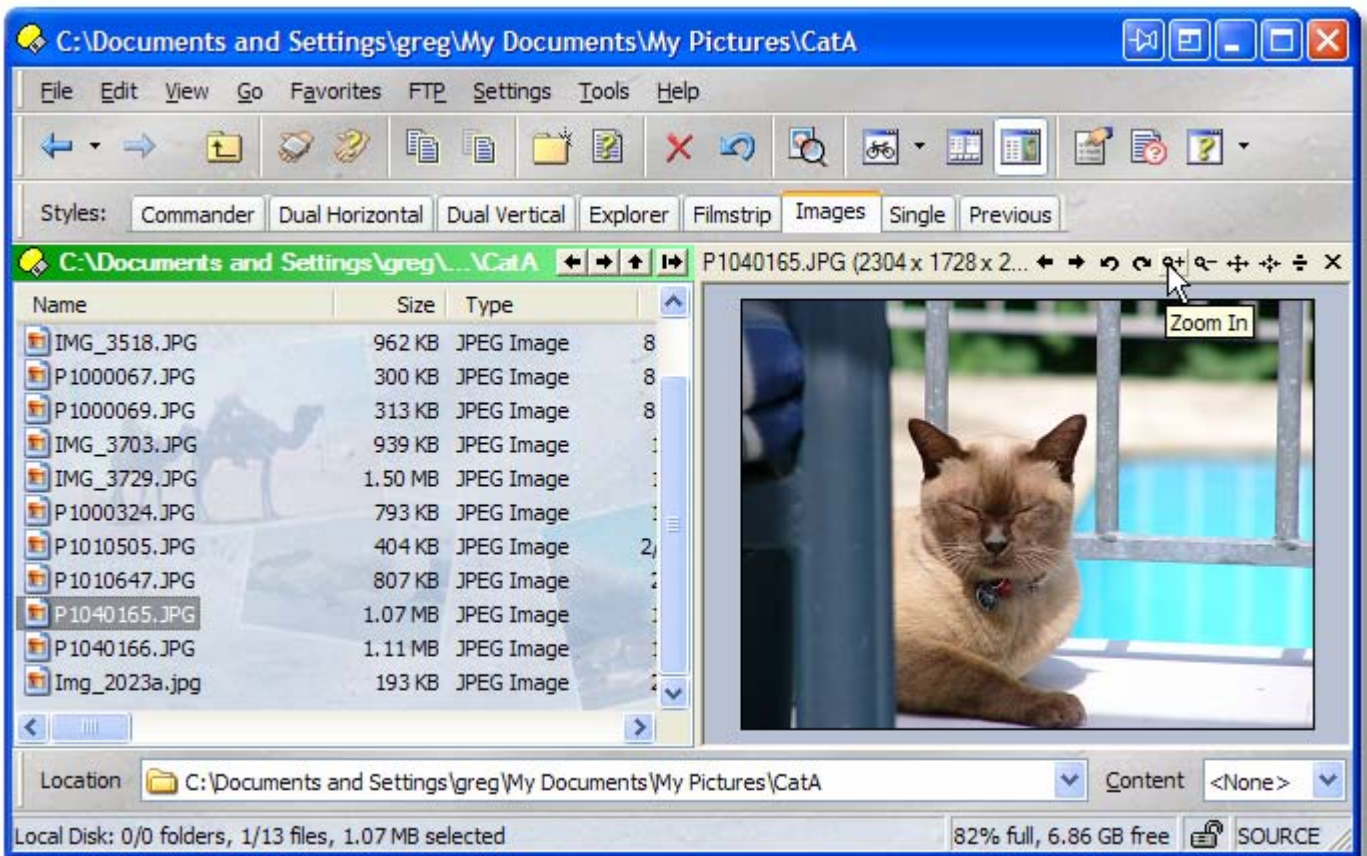 C:\Documents and Settings\greg\My Documents\My Pictures\CatA
File Edit View Go Favorites FTP Settings Tools Help
Styles: Commander Dual Horizontal Dual Vertical Explorer Filmstrip Images Single Previous
C:\Documents and Settings\greg\...\CatA P1040165.JPG (2304 x 1728 x 2...
Name Size Type
Zoom In
IMG_3518.JPG 962 KB JPEG Image 8
P1000067.JPG 300 KB JPEG Image 8
P1000069.JPG 313 KB JPEG Image 8
IMG_3703.JPG 939 KB JPEG Image
IMG_3729.JPG 1.50 MB JPEG Image
P1000324.JPG 793 KB JPEG Image
P1010505.JPG 404 KB JPEG Image 2/
P1010647.JPG 807 KB JPEG Image 2
P1040165.JPG 1.07 MB JPEG Image
P1040166.JPG 1.11 MB JPEG Image
Img_2023a.jpg 193 KB JPEG Image 2
Location C:\Documents and Settings\greg\My Documents\My Pictures\CatA Content <None>
Local Disk: 0/0 folders, 1/13 files, 1.07 MB selected 82% full, 6.86 GB free SOURCE